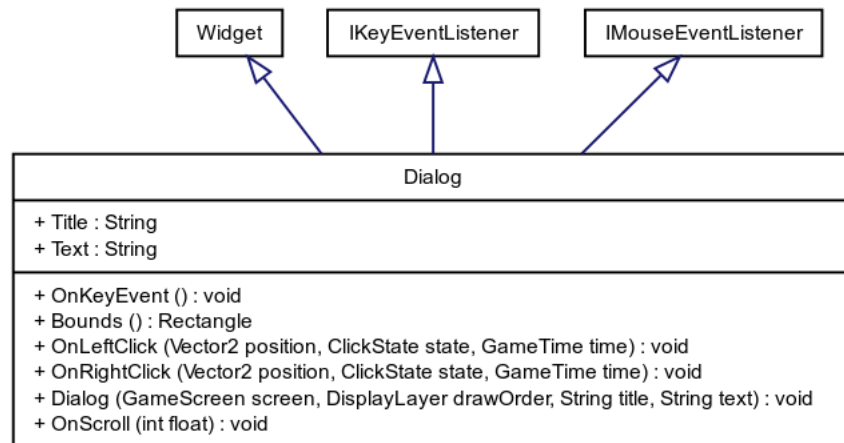 Widget
IKeyEventListener
IMouseEventListener
Dialog
+ Title : String
+ Text : String
+ OnKeyEvent () : void
+ Bounds () : Rectangle
+ OnLeftClick (Vector2 position, ClickState state, GameTime time) : void
+ OnRightClick (Vector2 position, ClickState state, GameTime time) : void
+ Dialog (GameScreen screen, DisplayLayer drawOrder, String title, String text) : void
+ OnScroll (int float) : void